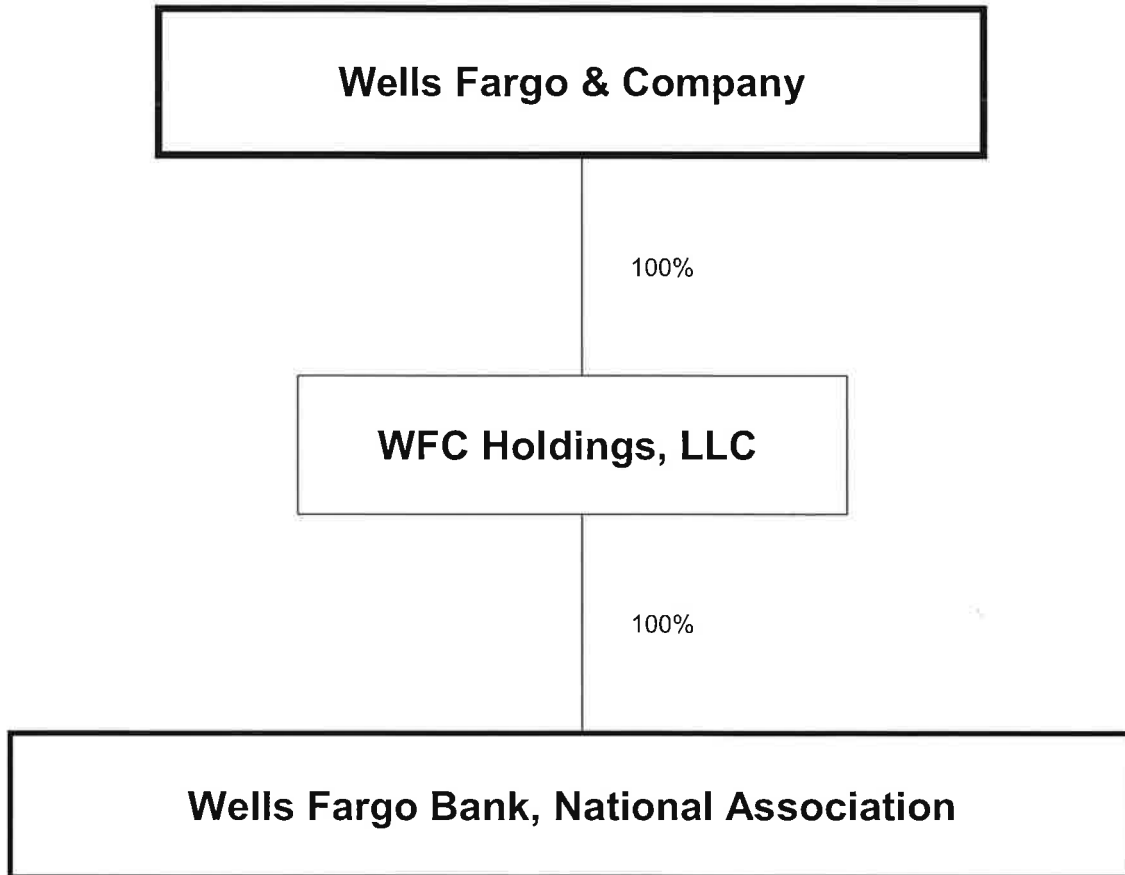 Wells Fargo & Company
100%
WFC Holdings, LLC
100%
Wells Fargo Bank, National Association